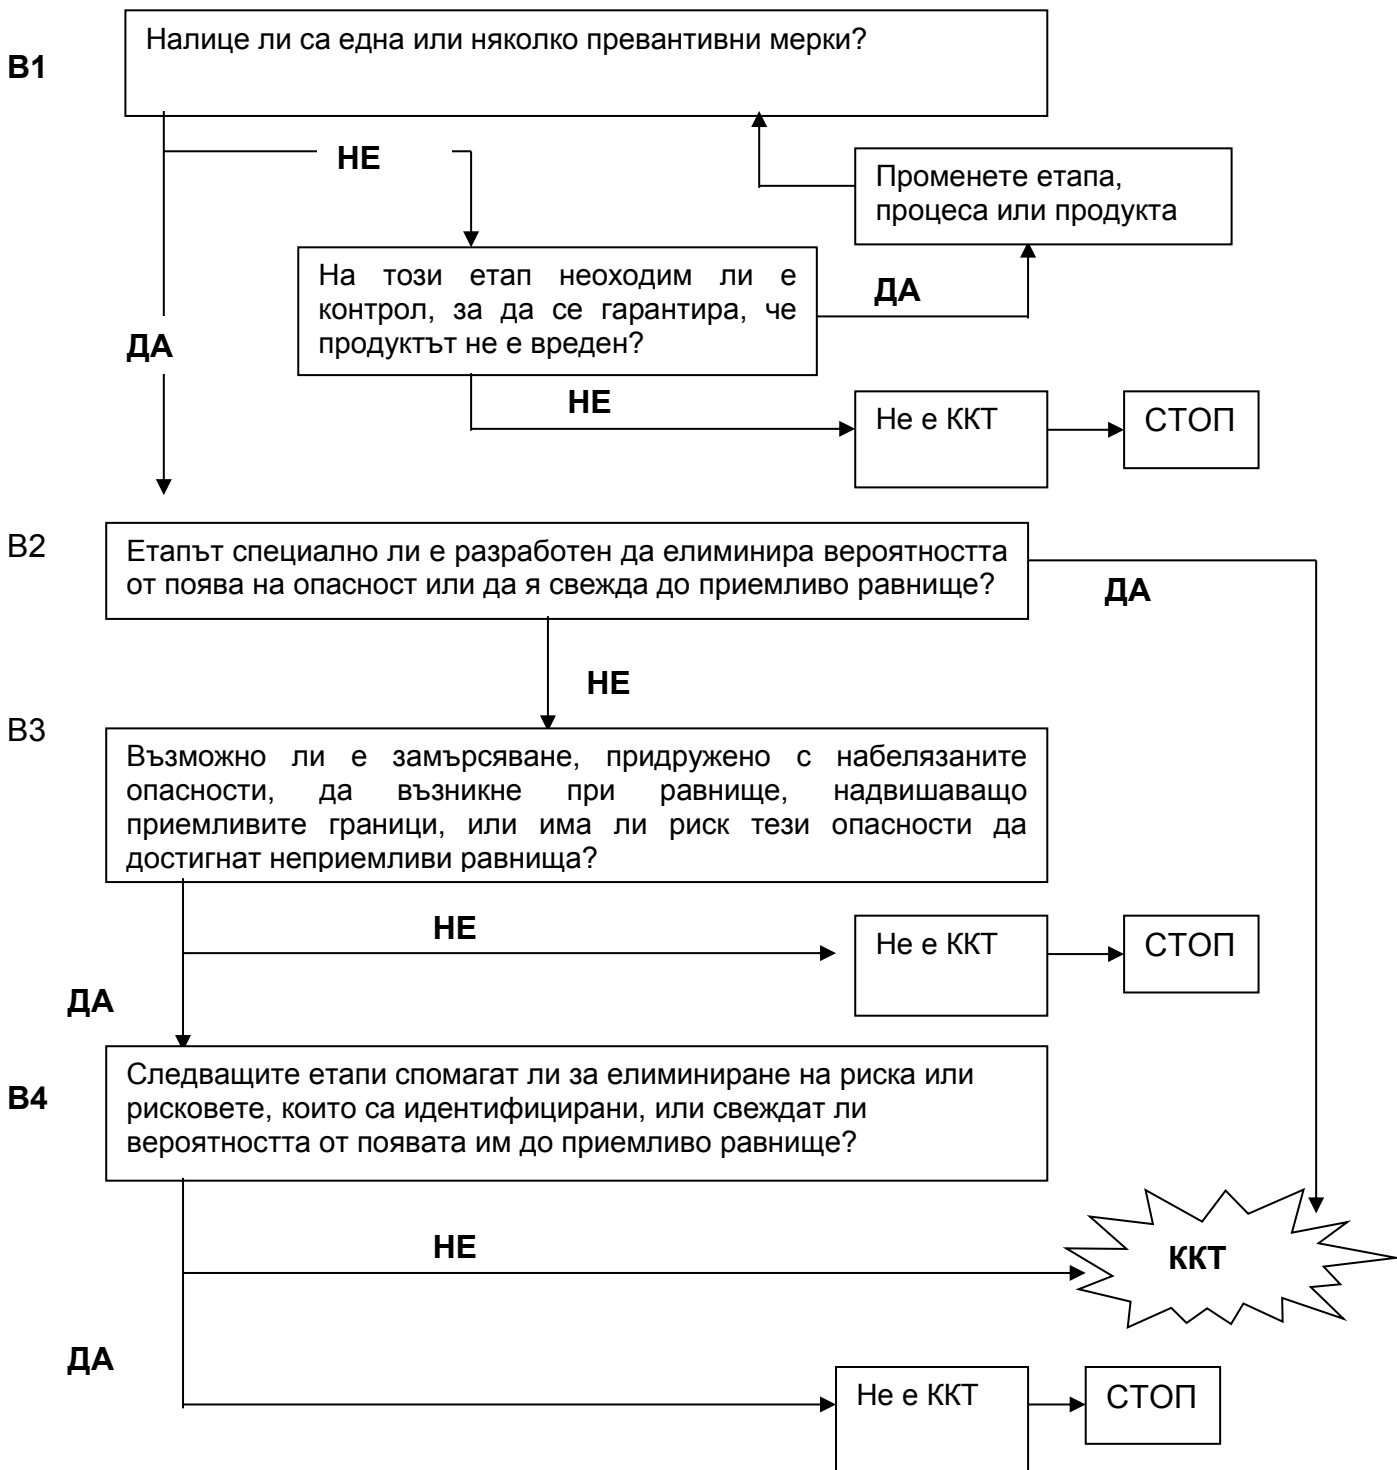 Налице ли са една или няколко превантивни мерки?
В1
НЕ
Променете етапа,
процеса или продукта
На този етап неоходим ли е
контрол, за да се гарантира, че
продуктът не е вреден?
ДА
ДА
НЕ
Не е ККТ
СТОП
В2
Етапът специално ли е разработен да елиминира вероятността
от поява на опасност или да я свежда до приемливо равнище?
ДА
НЕ
В3
Възможно ли е замърсяване, придружено с набелязаните
опасности, да възникне при равнище, надвишаващо
приемливите граници, или има ли риск тези опасности да
достигнат неприемливи равнища?
НЕ
Не е ККТ
СТОП
ДА
В4
Следващите етапи спомагат ли за елиминиране на риска или
рисковете, които са идентифицирани, или свеждат ли
вероятността от появата им до приемливо равнище?
НЕ
ККТ
ДА
Не е ККТ
СТОП